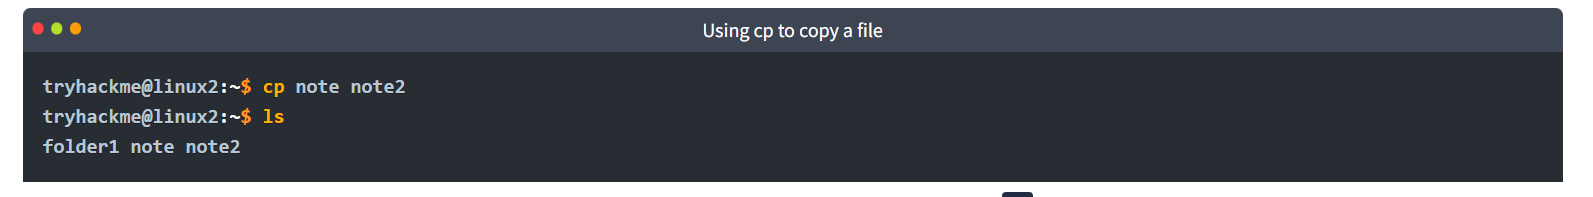 Using cp to copy a file
tryhackme@linux2:~$ cp note note2
tryhackme@linux2:~$ ls
folder1 note note2